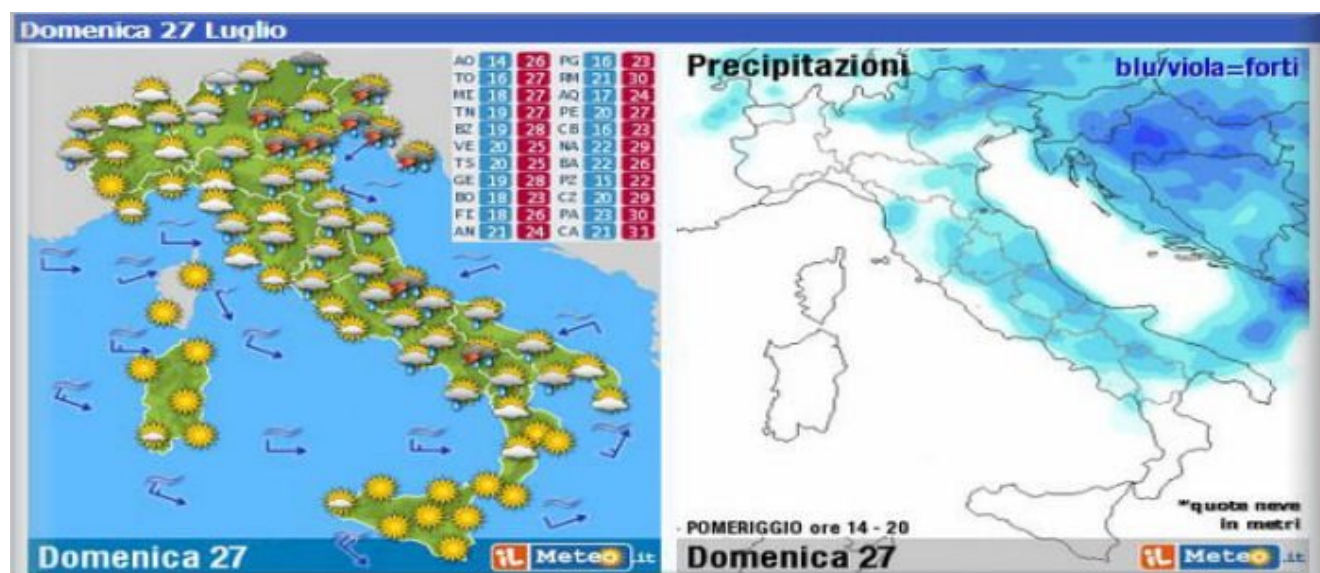 Domenica 27 Luglio
AO 14 26 PG 16 23
TO 16 27 RM 21 30
MI 18 27 AQ 17 24
TN 19 27 PE 20 27
BZ 19 28 CB 16 23
VE 20 25 NA 22 29
TS 20 25 BA 22 26
GE 19 28 PZ 15 22
BO 18 23 CZ 20 29
FI 18 26 PA 23 30
AN 21 24 CA 21 31
Domenica 27
iL Meteo.it
Precipitazioni
blu/viola=forti
*quote neve
in metri
- POMERIGGIO ore 14 - 20
Domenica 27
iL Meteo.it